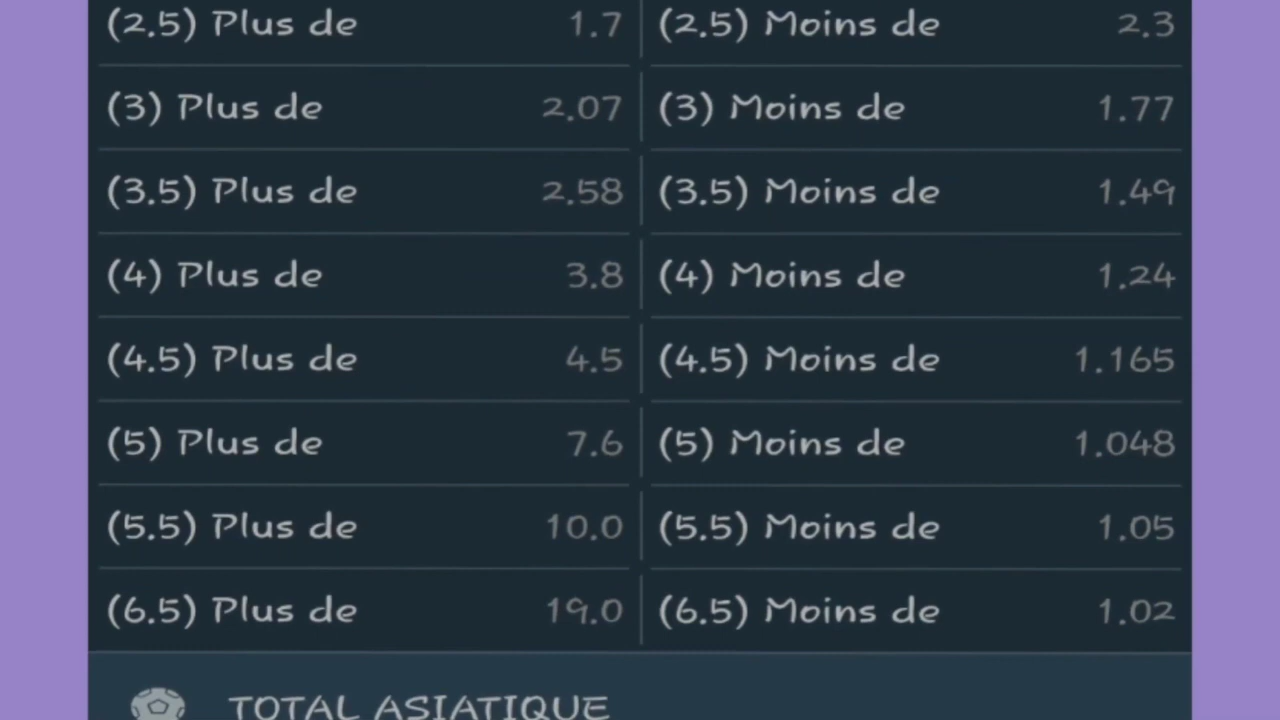 (2.5) Plus de 1.7 (2.5) Moins de 2.3
(3) Plus de 2.07 (3) Moins de 1.77
(3.5) Plus de 2.58 (3.5) Moins de 1.49
(4) Plus de 3.8 (4) Moins de 1.24
(4.5) Plus de 4.5 (4.5) Moins de 1.165
(5) Plus de 7.6 (5) Moins de 1.048
(5.5) Plus de 10.0 (5.5) Moins de 1.05
(6.5) Plus de 19.0 (6.5) Moins de 1.02
TOTAL ASIATIQUE